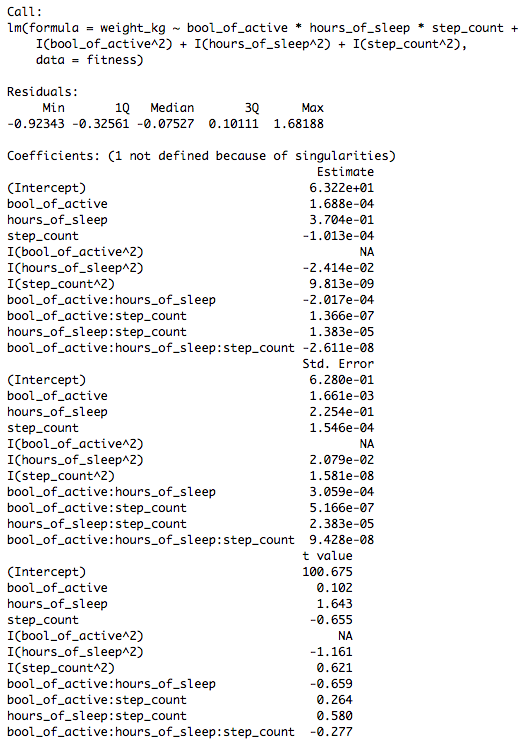 Call:
lm(formula = weight_kg ~ bool_of_active * hours_of_sleep * step_count +
    I(bool_of_active^2) + I(hours_of_sleep^2) + I(step_count^2),
    data = fitness)
Residuals:
     Min       1Q   Median       3Q      Max
-0.92343 -0.32561 -0.07527  0.10111  1.68188
Coefficients: (1 not defined because of singularities)
                                          Estimate
(Intercept)                              6.322e+01
bool_of_active                           1.688e-04
hours_of_sleep                           3.704e-01
step_count                              -1.013e-04
I(bool_of_active^2)                             NA
I(hours_of_sleep^2)                     -2.414e-02
I(step_count^2)                          9.813e-09
bool_of_active:hours_of_sleep           -2.017e-04
bool_of_active:step_count                1.366e-07
hours_of_sleep:step_count                1.383e-05
bool_of_active:hours_of_sleep:step_count -2.611e-08
                                        Std. Error
(Intercept)                              6.280e-01
bool_of_active                           1.661e-03
hours_of_sleep                           2.254e-01
step_count                               1.546e-04
I(bool_of_active^2)                             NA
I(hours_of_sleep^2)                      2.079e-02
I(step_count^2)                          1.581e-08
bool_of_active:hours_of_sleep            3.059e-04
bool_of_active:step_count                5.166e-07
hours_of_sleep:step_count                2.383e-05
bool_of_active:hours_of_sleep:step_count  9.428e-08
                                        t value
(Intercept)                             100.675
bool_of_active                            0.102
hours_of_sleep                            1.643
step_count                               -0.655
I(bool_of_active^2)                          NA
I(hours_of_sleep^2)                      -1.161
I(step_count^2)                           0.621
bool_of_active:hours_of_sleep            -0.659
bool_of_active:step_count                 0.264
hours_of_sleep:step_count                 0.580
bool_of_active:hours_of_sleep:step_count  -0.277